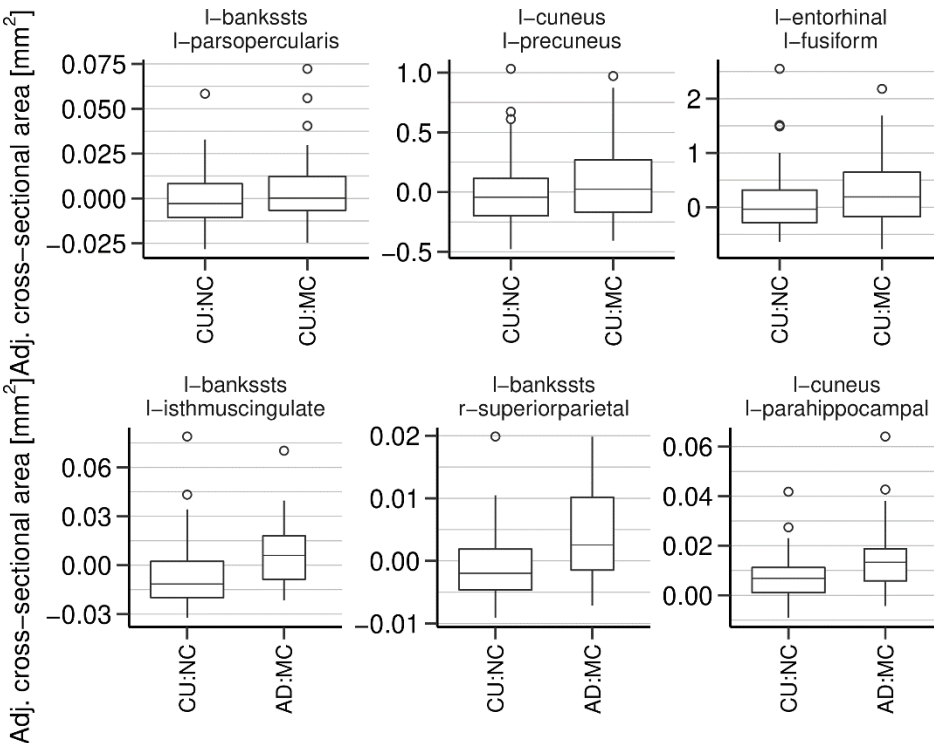 l−bankssts
l−parsopercularis
l−cuneus
l−precuneus
l−entorhinal
l−fusiform
Adj. cross−sectional area [mm²]
0.075
0.050
0.025
0.000
−0.025
1.0
0.5
0.0
−0.5
2
1
0
CU:NC
CU:MC
CU:NC
CU:MC
CU:NC
CU:MC
l−bankssts
l−isthmuscingulate
l−bankssts
r−superiorparietal
l−cuneus
l−parahippocampal
Adj. cross−sectional area [mm²]
0.06
0.03
0.00
−0.03
0.02
0.01
0.00
−0.01
0.06
0.04
0.02
0.00
CU:NC
AD:MC
CU:NC
AD:MC
CU:NC
AD:MC